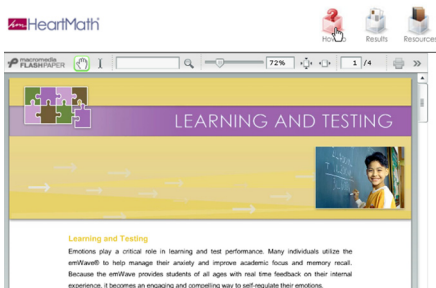 HeartMath
How To
Results
Resources
macromedia
FLASHPAPER
72%
1 /4
LEARNING AND TESTING
Learning and Testing
Emotions play a critical role in learning and test performance. Many individuals utilize the
emWave® to help manage their anxiety and improve academic focus and memory recall.
Because the emWave provides students of all ages with real time feedback on their internal
experience, it becomes an engaging and compelling way to self-regulate their emotions.